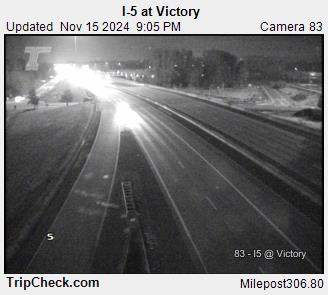 I-5 at Victory
Updated Nov 15 2024 9:05 PM Camera 83
T
S
83 - I5 @ Victory
TripCheck.com Milepost306.80